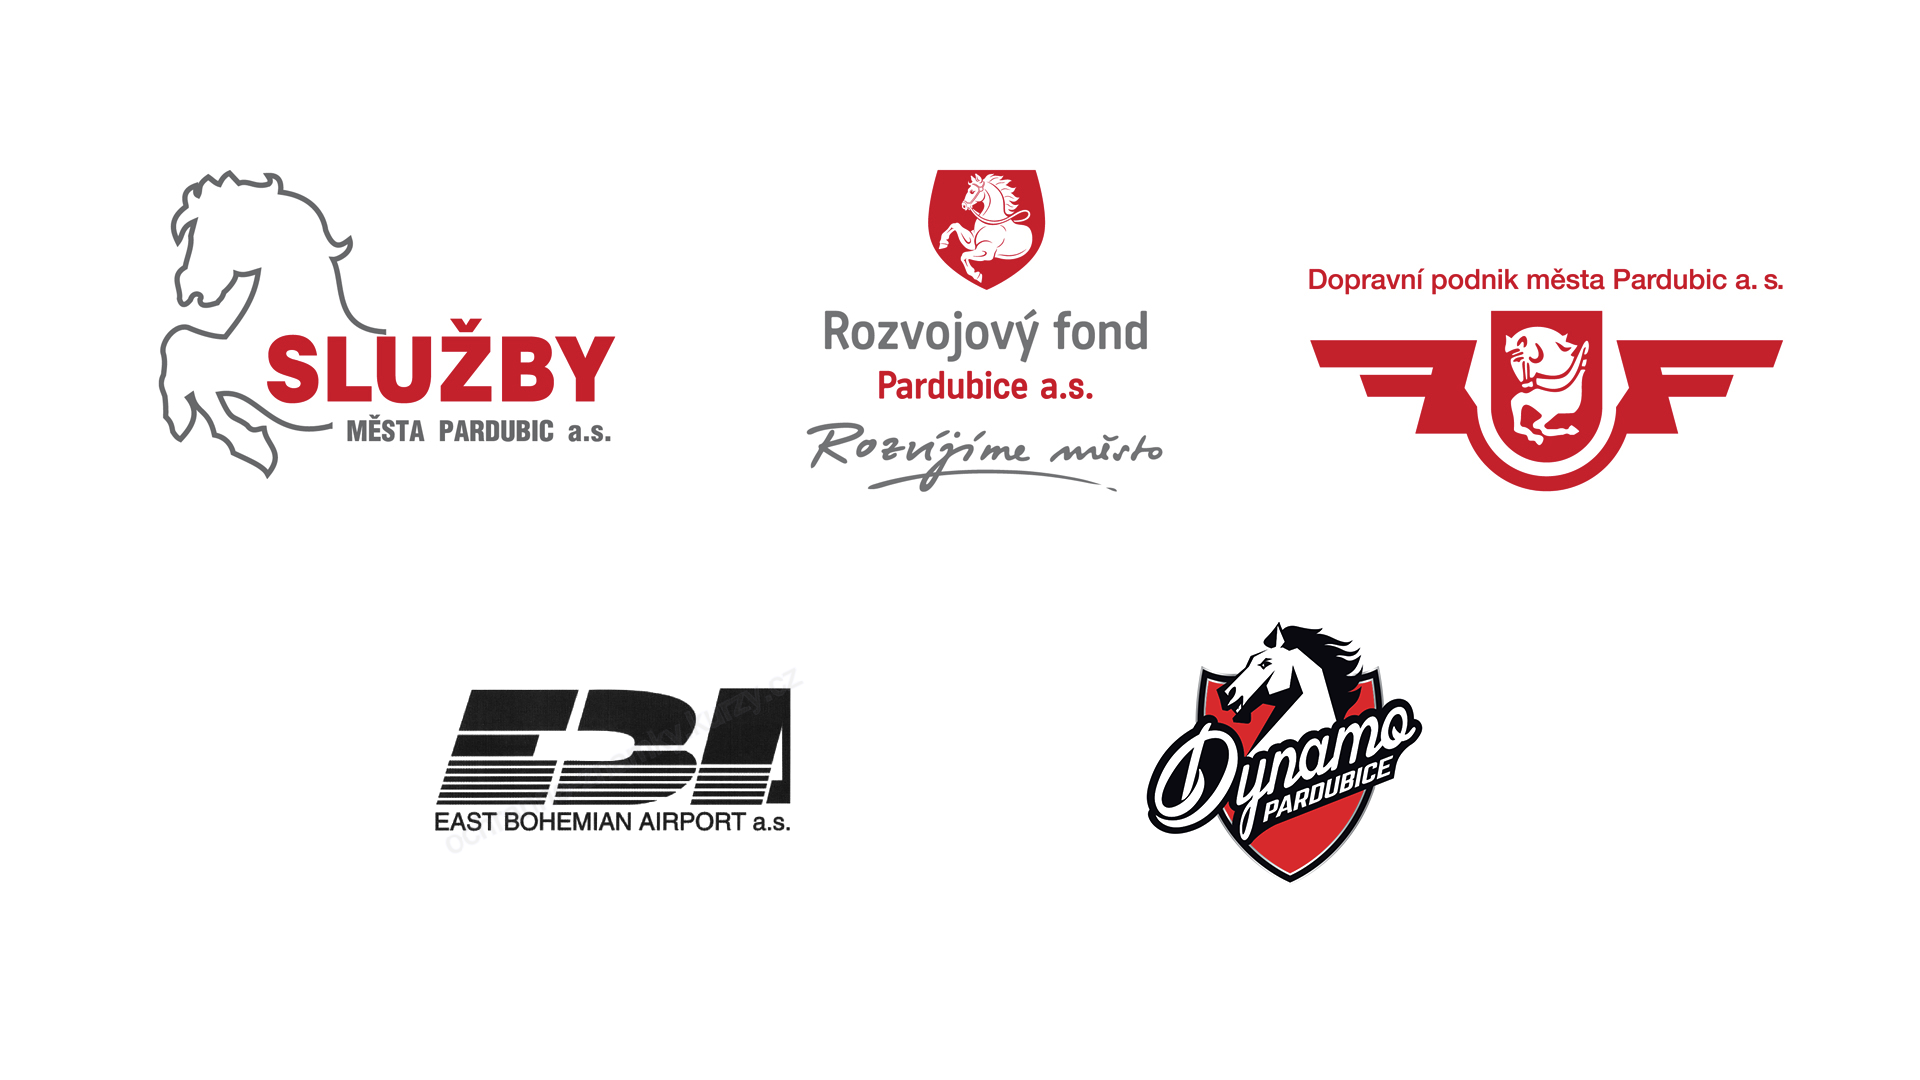 SLUŽBY
MĚSTA PARDUBIC a.s.
Rozvojový fond
Pardubice a.s.
Rozvíjíme město
Dopravní podnik města Pardubic a. s.
EBA
EAST BOHEMIAN AIRPORT a.s.
Dynamo
PARDUBICE